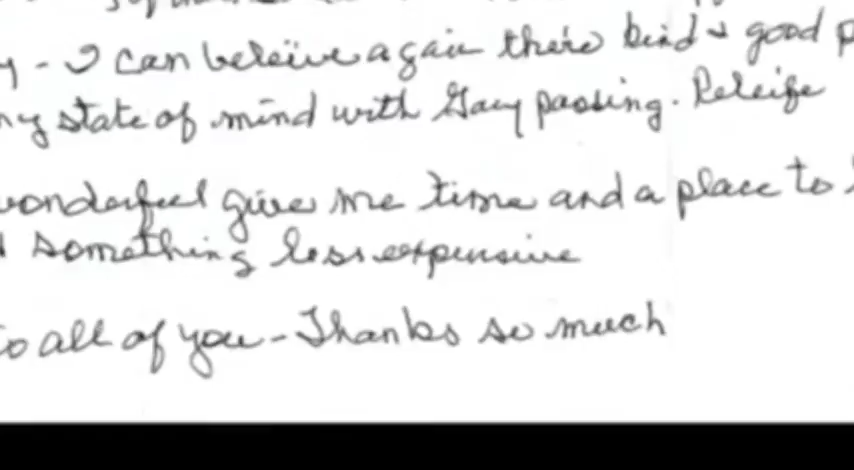 - I can beleive again there kind & good p
my state of mind with Gary passing. Releife
wonderful give me time and a place to
something less expensive
to all of you - Thanks so much